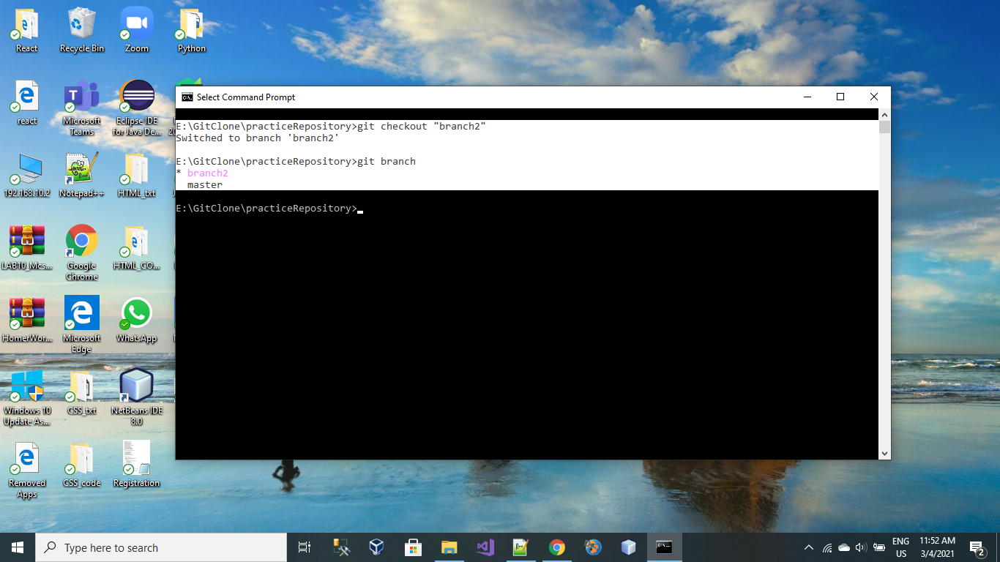 React
Recycle Bin
Zoom
Python
react
Microsoft
Teams
Eclipse IDE
for Java De...
192.168.10.2
Notepad++
HTML_txt
LAB10_Mcs...
Google
Chrome
HTML_CO...
HomerWor...
Microsoft
Edge
WhatsApp
Windows 10
Update As...
CSS_txt
NetBeans IDE
8.0
Removed
Apps
CSS_code
Registration
Select Command Prompt
E:\GitClone\practiceRepository>git checkout "branch2"
Switched to branch 'branch2'
E:\GitClone\practiceRepository>git branch
* branch2
master
E:\GitClone\practiceRepository>
Type here to search
ENG
US
11:52 AM
3/4/2021
2